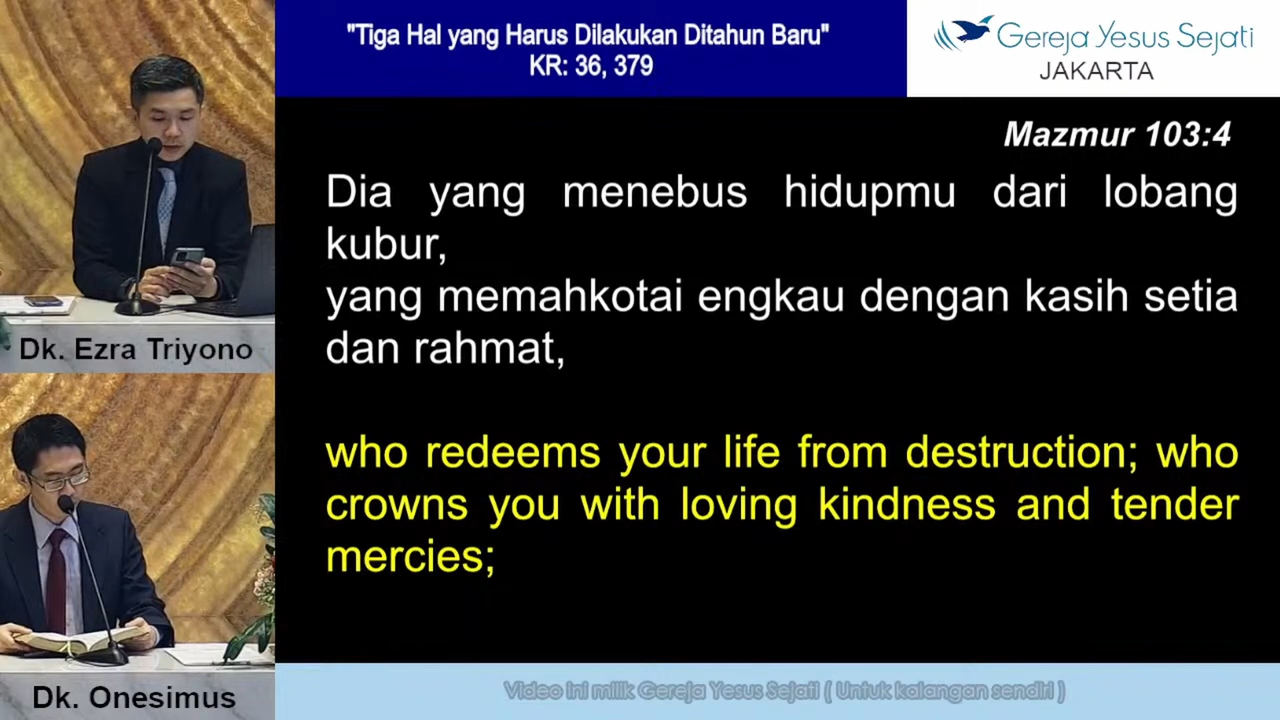 "Tiga Hal yang Harus Dilakukan Ditahun Baru"
KR: 36, 379
Gereja Yesus Sejati
JAKARTA
Mazmur 103:4
Dia yang menebus hidupmu dari lobang
kubur,
yang memahkotai engkau dengan kasih setia
dan rahmat,
who redeems your life from destruction; who
crowns you with loving kindness and tender
mercies;
Dk. Ezra Triyono
Dk. Onesimus
Video ini milik Gereja Yesus Sejati ( Untuk kalangan sendiri )